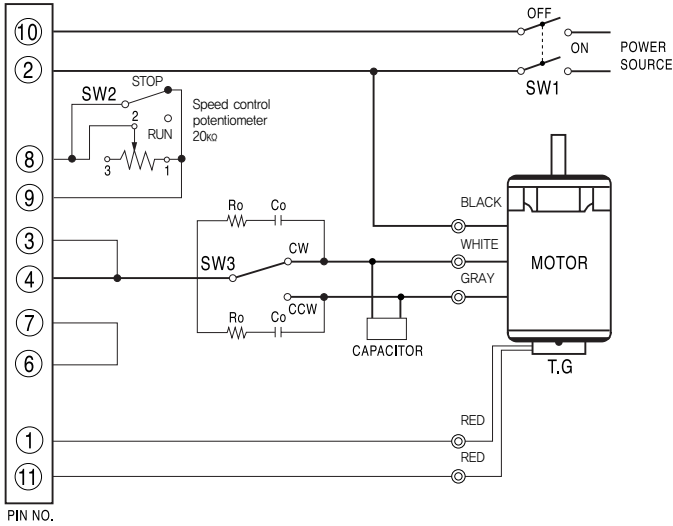 10
OFF
ON
POWER
SOURCE
2
SW1
SW2
STOP
2
RUN
Speed control
potentiometer
20KΩ
8
3
1
9
BLACK
Ro
Co
3
WHITE
CW
SW3
MOTOR
4
GRAY
CCW
7
Ro
Co
CAPACITOR
6
T.G
RED
1
RED
11
PIN NO.